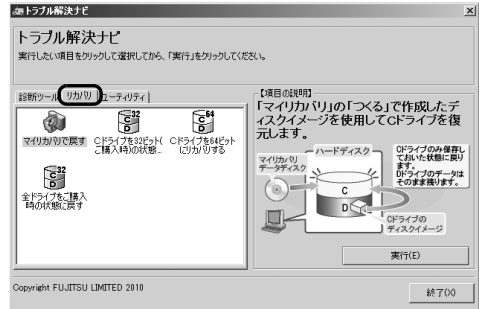 トラブル解決ナビ
トラブル解決ナビ
実行したい項目をクリックして選択してから、「実行」をクリックしてください。
診断ツール
リカバリ
ユーティリティ
マイリカバリで戻す
Cドライブを32ビット(
ご購入時)の状態...
Cドライブを64ビット
にリカバリする
32
C
D
64
C
D
32
C
D
全ドライブをご購入
時の状態に戻す
【項目の説明】
「マイリカバリ」の「つくる」で作成したデ
ィスクイメージを使用してCドライブを復
元します。
マイリカバリ
データディスク
ハードディスク
Cドライブのみ保存し
ておいた状態に戻り
ます。
Dドライブのデータは
そのまま残ります。
C
D
Cドライブの
ディスクイメージ
実行(E)
Copyright FUJITSU LIMITED 2010
終了(X)